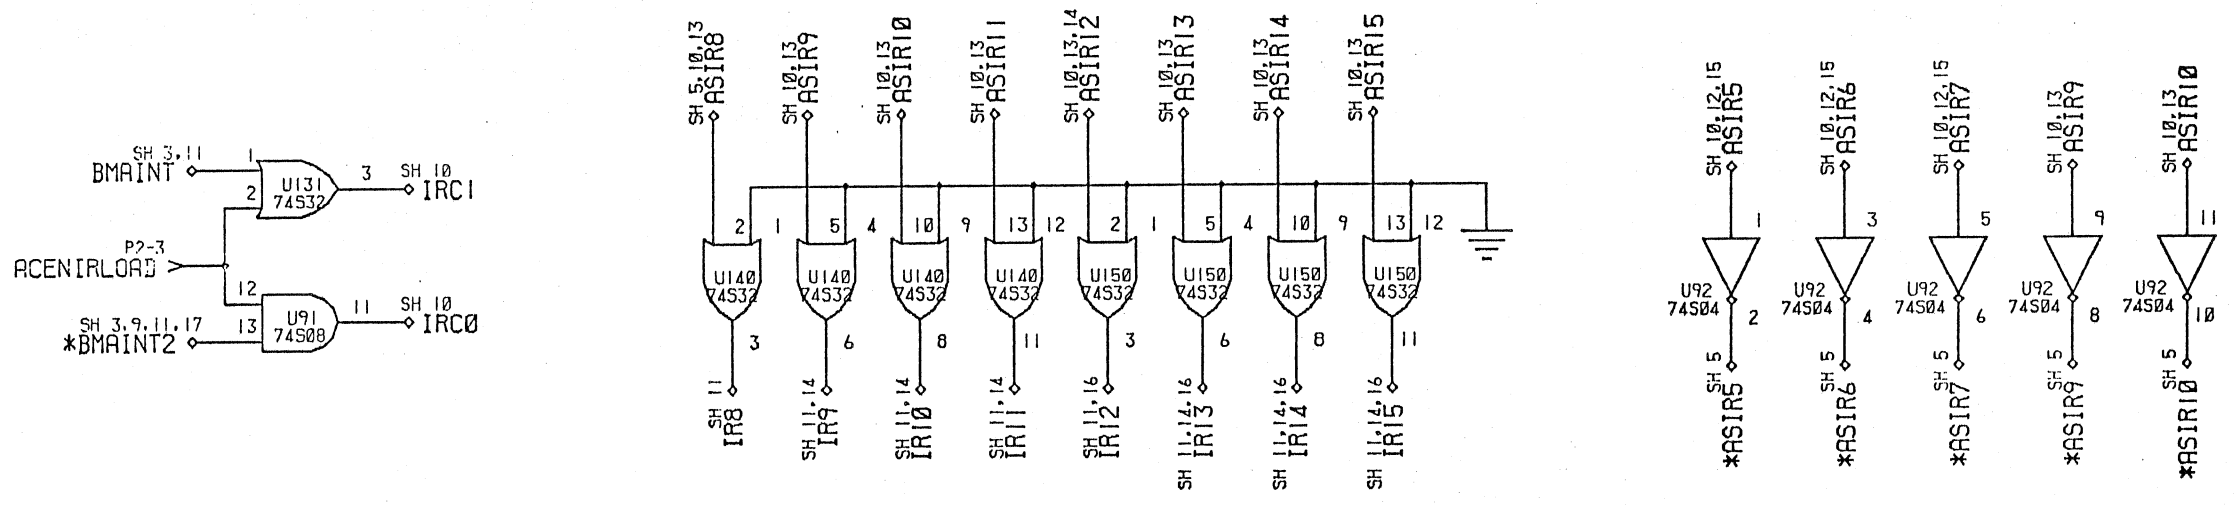 SH 3,11
BMAINT
1
2
U131
74S32
3
SH 10
IRC1
P2-3
ACENIRLOAD
12
13
U91
74S08
11
SH 10
IRC0
SH 3,9,11,17
*BMAINT2
SH 5,10,13
ASIR8
SH 10,13
ASIR9
SH 10,13
ASIR10
SH 10,13
ASIR11
SH 10,13,14
ASIR12
SH 10,13
ASIR13
SH 10,13
ASIR14
SH 10,13
ASIR15
2 1 5 4 10 9 13 12 2 1 5 4 10 9 13 12
U140 U140 U140 U140 U150 U150 U150 U150
74S32 74S32 74S32 74S32 74S32 74S32 74S32 74S32
3 6 8 11 3 6 8 11
SH 11
IR8
SH 11,14
IR9
SH 11,14
IR10
SH 11,14
IR11
SH 11,16
IR12
SH 11,14,16
IR13
SH 11,14,16
IR14
SH 11,14,16
IR15
SH 10,12,15
ASIR5
SH 10,12,15
ASIR6
SH 10,12,15
ASIR7
SH 10,13
ASIR9
SH 10,13
ASIR10
1 3 5 9 11
U92 U92 U92 U92 U92
74S04 74S04 74S04 74S04 74S04
2 4 6 8 10
SH 5
*ASIR5
SH 5
*ASIR6
SH 5
*ASIR7
SH 5
*ASIR9
SH 5
*ASIR10